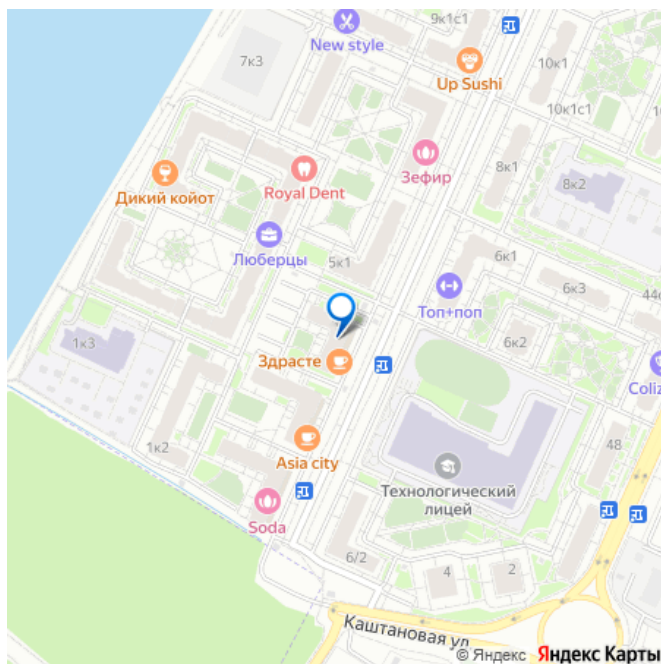 9к1с1
New style
7к3
Up Sushi
10к1
10к1с1
Зефир
8к1
Royal Dent
8к2
Дикий койот
Люберцы
5к1
6к1
6к3
Топ+поп
1к3
6к2
Здрасте
Coliz
48
1к2
Asia city
Технологический
лицей
Soda
6/2
4
2
Каштановая ул.
© Яндекс Яндекс Карты